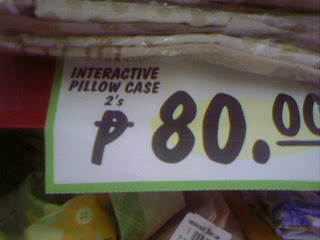 INTERACTIVE
PILLOW CASE
2's
₱ 80.00